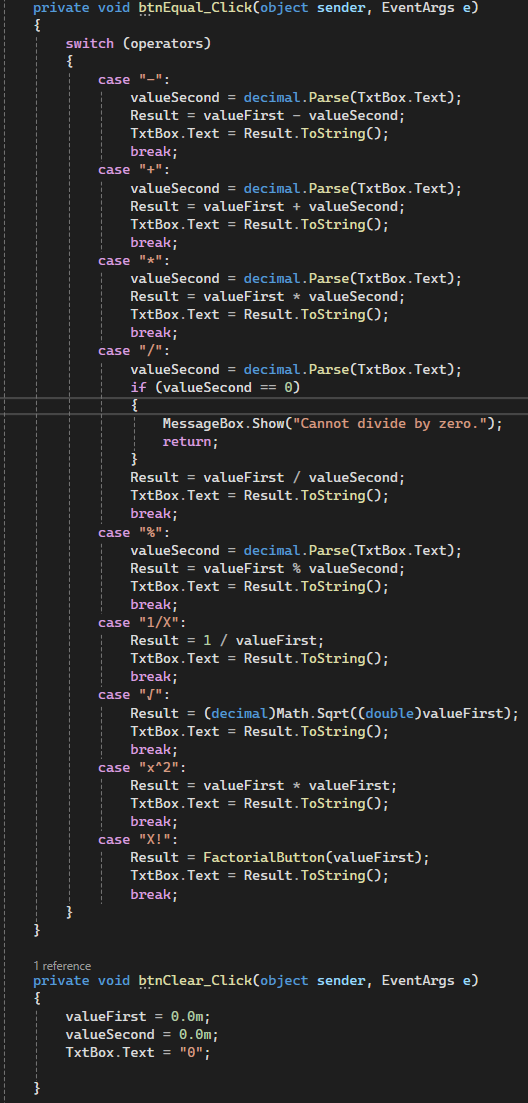 private void btnEqual_Click(object sender, EventArgs e)
{
switch (operators)
{
case "-":
valueSecond = decimal.Parse(TxtBox.Text);
Result = valueFirst - valueSecond;
TxtBox.Text = Result.ToString();
break;
case "+":
valueSecond = decimal.Parse(TxtBox.Text);
Result = valueFirst + valueSecond;
TxtBox.Text = Result.ToString();
break;
case "*":
valueSecond = decimal.Parse(TxtBox.Text);
Result = valueFirst * valueSecond;
TxtBox.Text = Result.ToString();
break;
case "/":
valueSecond = decimal.Parse(TxtBox.Text);
if (valueSecond == 0)
{
MessageBox.Show("Cannot divide by zero.");
return;
}
Result = valueFirst / valueSecond;
TxtBox.Text = Result.ToString();
break;
case "%":
valueSecond = decimal.Parse(TxtBox.Text);
Result = valueFirst % valueSecond;
TxtBox.Text = Result.ToString();
break;
case "1/X":
Result = 1 / valueFirst;
TxtBox.Text = Result.ToString();
break;
case "√":
Result = (decimal)Math.Sqrt((double)valueFirst);
TxtBox.Text = Result.ToString();
break;
case "x^2":
Result = valueFirst * valueFirst;
TxtBox.Text = Result.ToString();
break;
case "X!":
Result = FactorialButton(valueFirst);
TxtBox.Text = Result.ToString();
break;
}
}
1 reference
private void btnClear_Click(object sender, EventArgs e)
{
valueFirst = 0.0m;
valueSecond = 0.0m;
TxtBox.Text = "0";
}